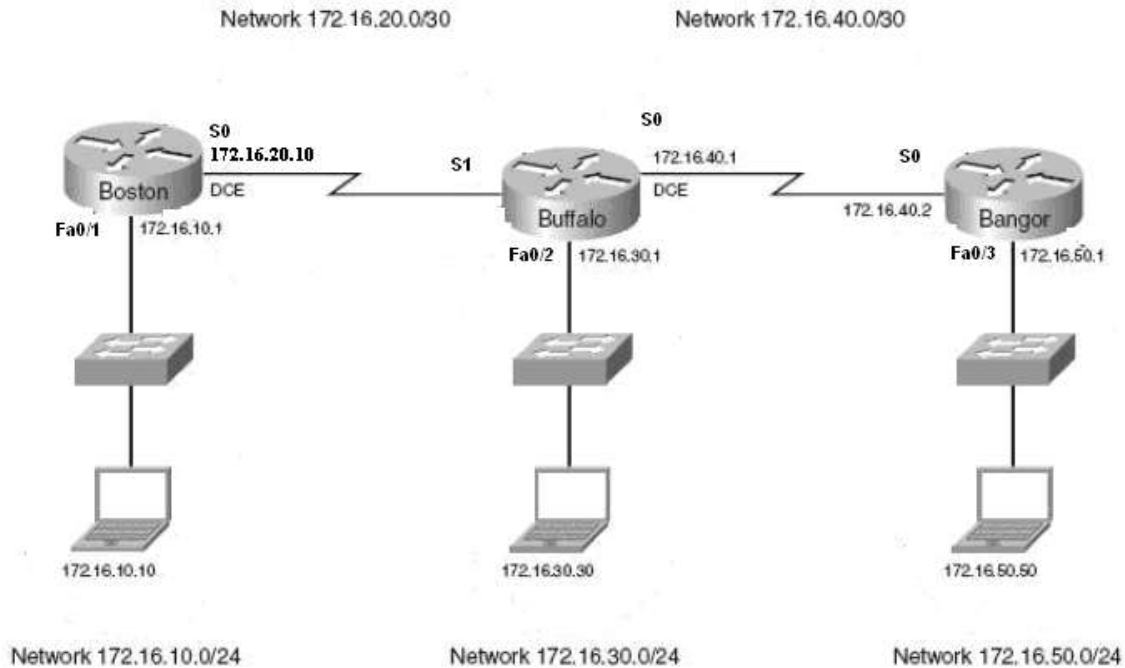 Network 172.16.20.0/30
Network 172.16.40.0/30
S0
172.16.20.10
DCE
S1
S0
172.16.40.1
DCE
S0
172.16.40.2
Boston
Buffalo
Bangor
Fa0/1
172.16.10.1
Fa0/2
172.16.30.1
Fa0/3
172.16.50.1
172.16.10.10
172.16.30.30
172.16.50.50
Network 172.16.10.0/24
Network 172.16.30.0/24
Network 172.16.50.0/24